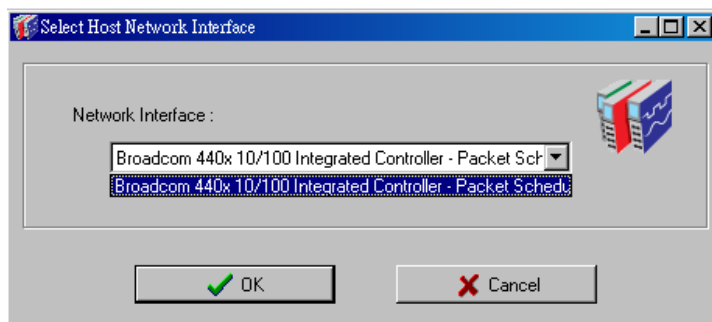 Select Host Network Interface
Network Interface :
Broadcom 440x 10/100 Integrated Controller - Packet Sch
Broadcom 440x 10/100 Integrated Controller - Packet Schedu
OK
Cancel